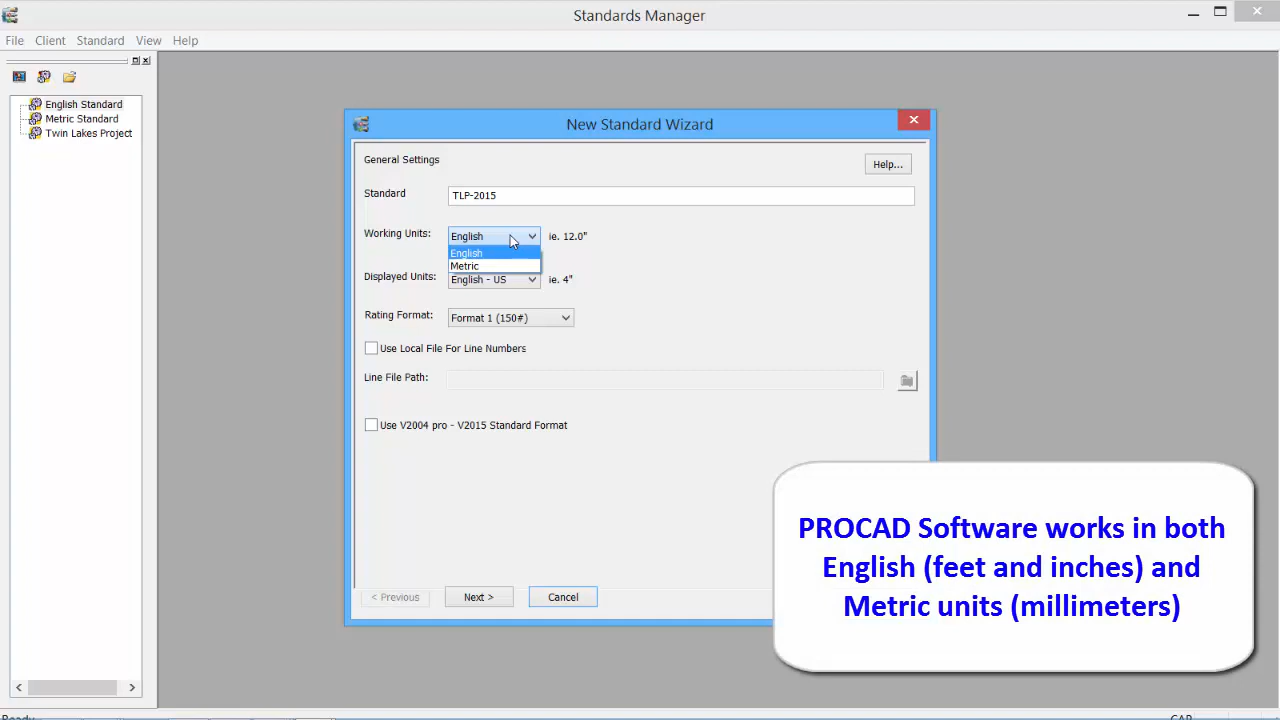 Standards Manager
File Client Standard View Help
English Standard
Metric Standard
Twin Lakes Project
New Standard Wizard
General Settings
Help...
Standard
TLP-2015
Working Units:
English
ie. 12.0"
English
Metric
Displayed Units:
English - US
ie. 4"
Rating Format:
Format 1 (150#)
Use Local File For Line Numbers
Line File Path:
Use V2004 pro - V2015 Standard Format
< Previous
Next >
Cancel
PROCAD Software works in both
English (feet and inches) and
Metric units (millimeters)
Ready
CAP